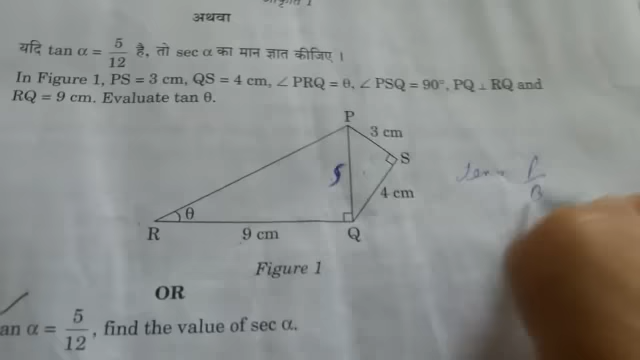 अथवा
यदि tan α = 5/12 है, तो sec α का मान ज्ञात कीजिए ।
In Figure 1, PS = 3 cm, QS = 4 cm, ∠ PRQ = θ, ∠ PSQ = 90°, PQ ⊥ RQ and
RQ = 9 cm. Evaluate tan θ.
P
3 cm
S
5
4 cm
θ
R
9 cm
Q
Figure 1
OR
an α = 5/12, find the value of sec α.